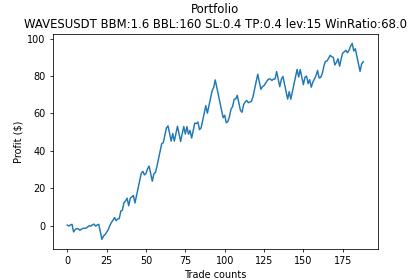 Portfolio
WAVESUSDT BBM:1.6 BBL:160 SL:0.4 TP:0.4 lev:15 WinRatio:68.0
100
80
60
40
20
0
Profit ($)
0 25 50 75 100 125 150 175
Trade counts